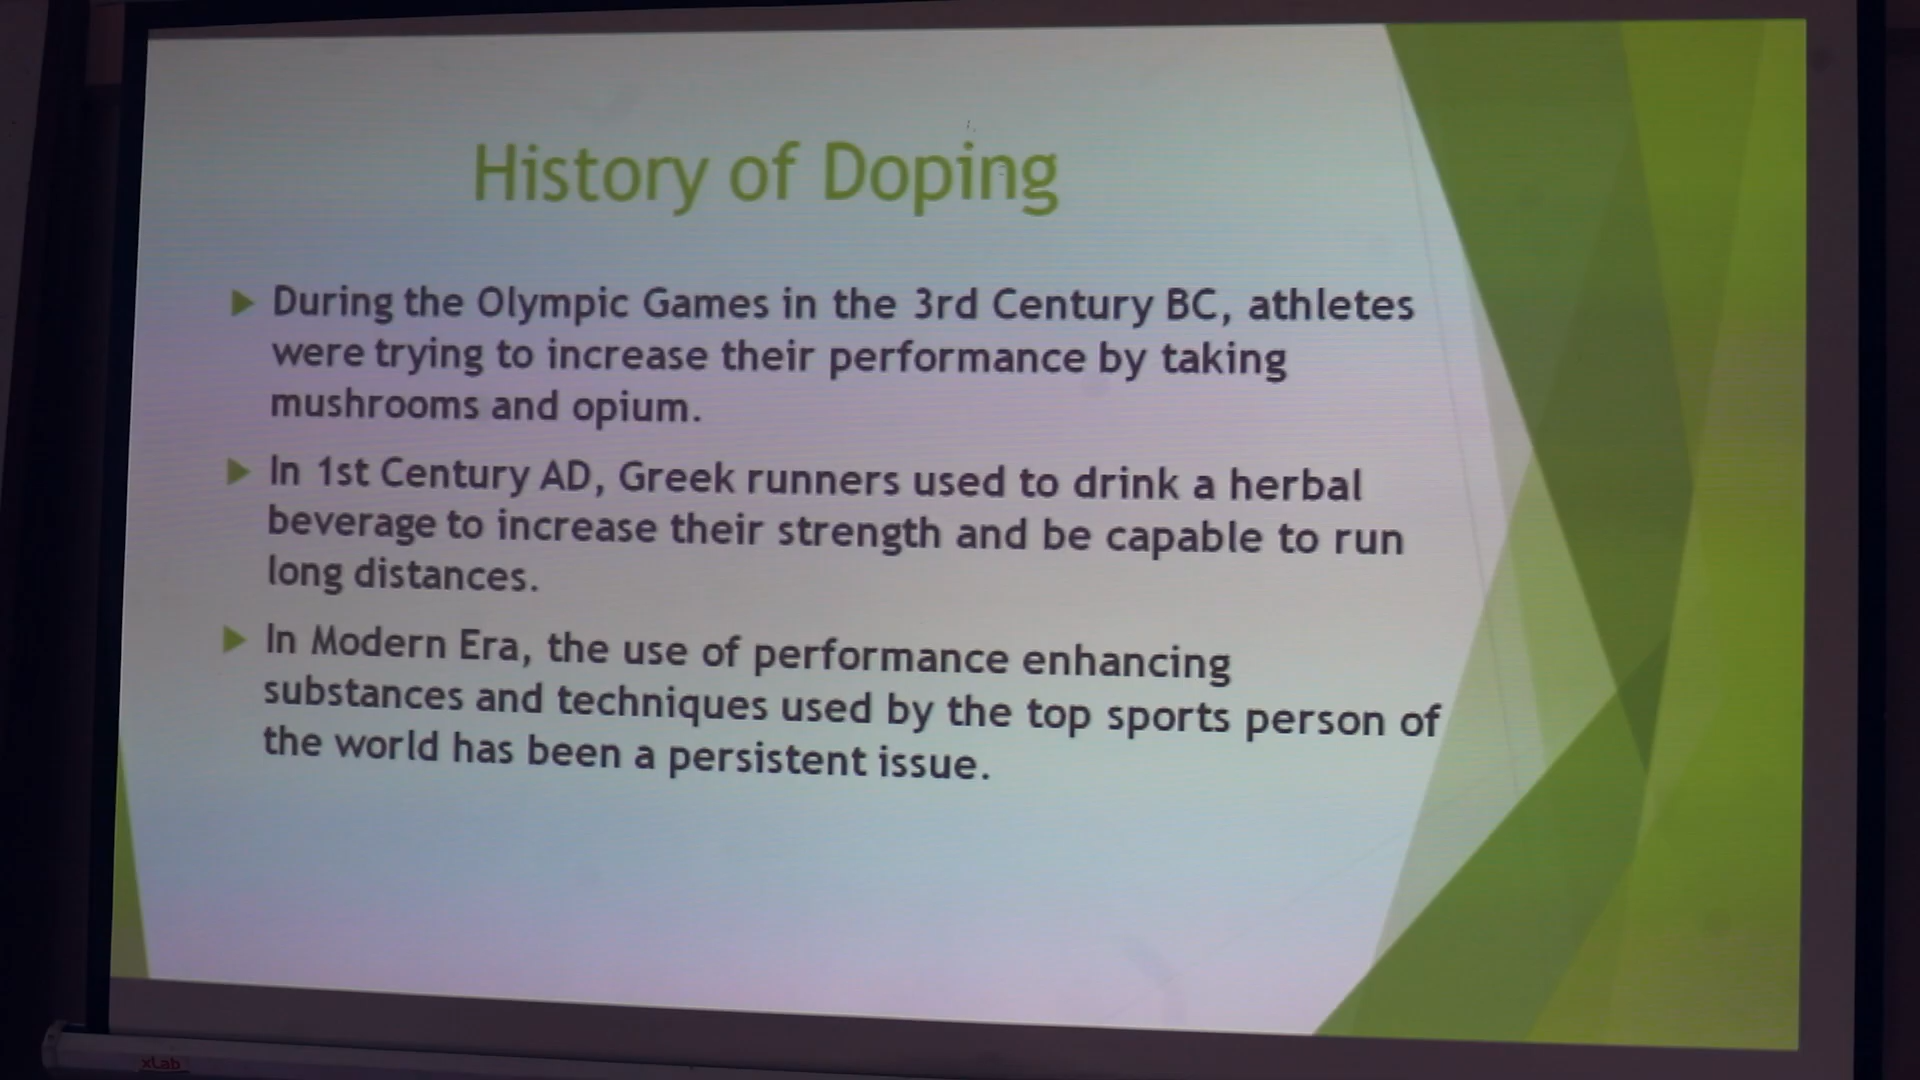 History of Doping
During the Olympic Games in the 3rd Century BC, athletes
were trying to increase their performance by taking
mushrooms and opium.
In 1st Century AD, Greek runners used to drink a herbal
beverage to increase their strength and be capable to run
long distances.
In Modern Era, the use of performance enhancing
substances and techniques used by the top sports person of
the world has been a persistent issue.
xLab